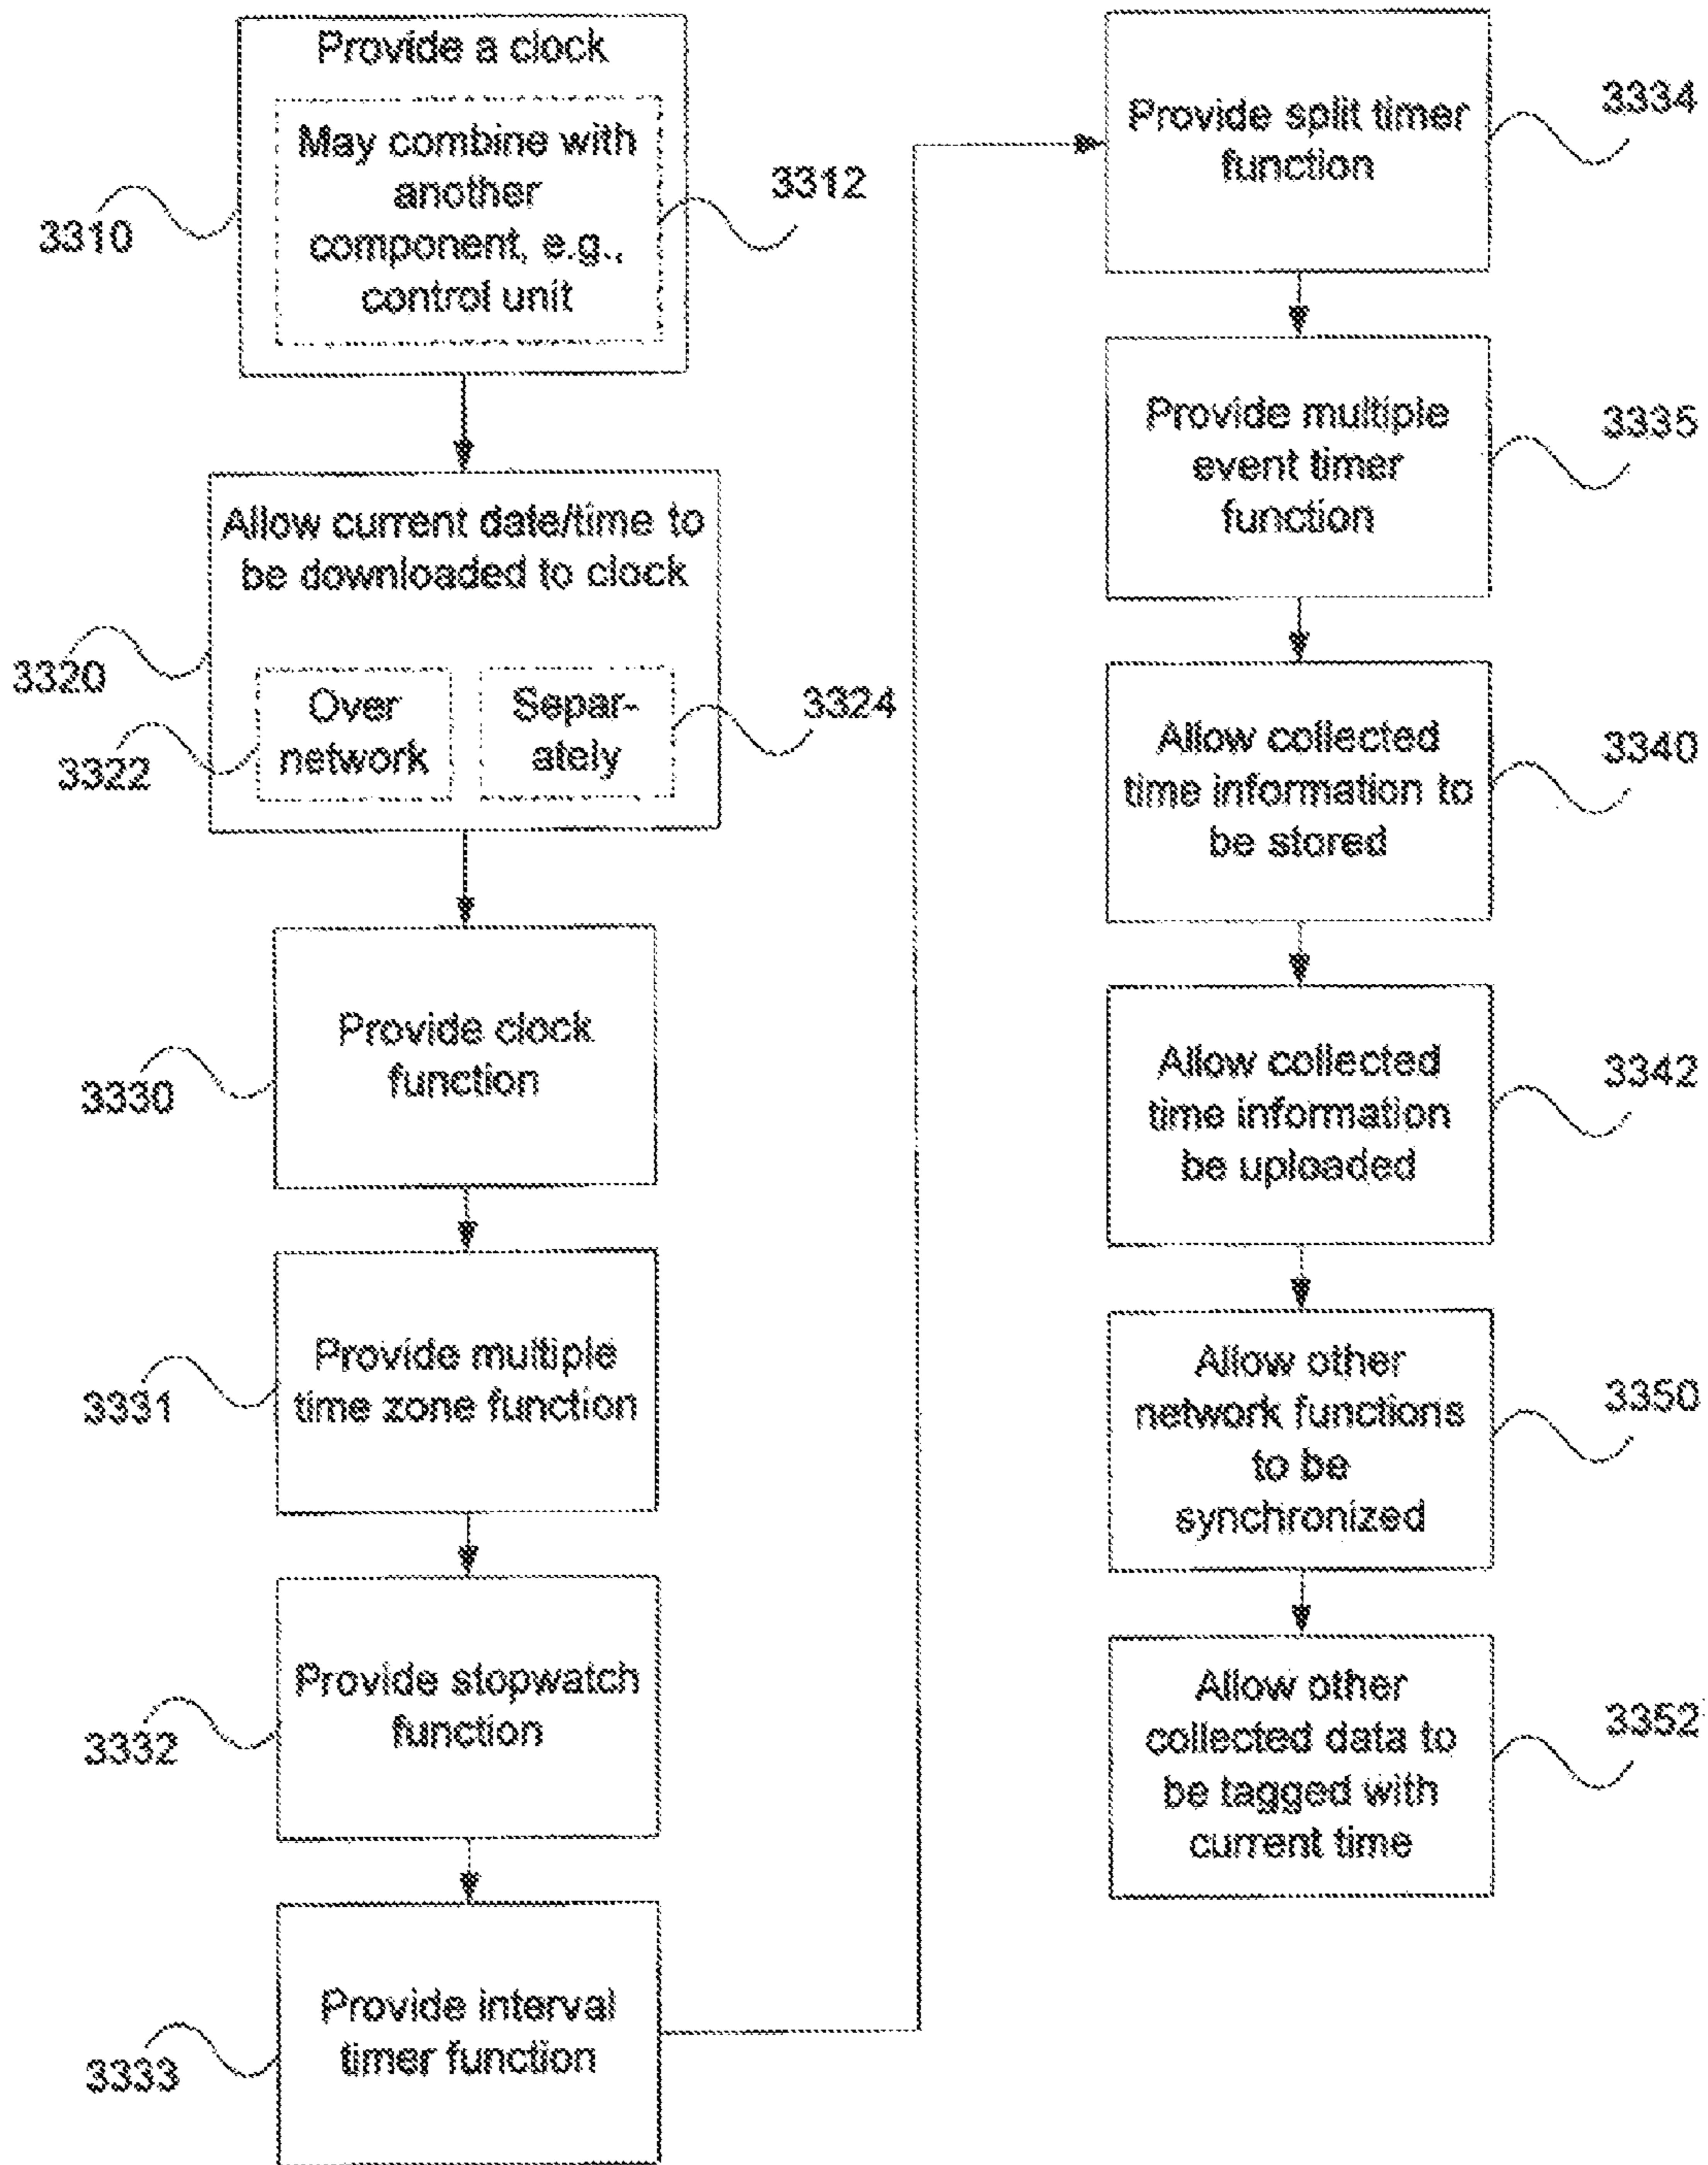 Provide a clock
May combine with
another
component, e.g.,
control unit
3310
3312
Allow current date/time to
be downloaded to clock
3320
Over
network
3322
Separ-
ately
3324
Provide clock
function
3330
Provide multiple
time zone function
3331
Provide stopwatch
function
3332
Provide interval
timer function
3333
Provide split timer
function
3334
Provide multiple
event timer
function
3335
Allow collected
time information to
be stored
3340
Allow collected
time information
be uploaded
3342
Allow other
network functions
to be
synchronized
3350
Allow other
collected data to
be tagged with
current time
3352